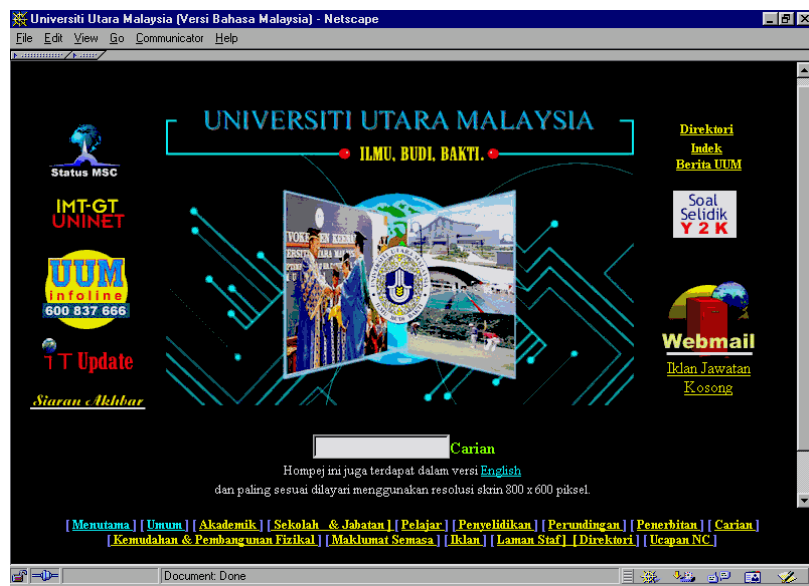 Universiti Utara Malaysia (Versi Bahasa Malaysia) - Netscape
File Edit View Go Communicator Help
UNIVERSITI UTARA MALAYSIA
ILMU, BUDI, BAKTI.
Status MSC
IMT-GT
UNINET
UUM
infoline
600 837 666
IT Update
Siaran Akhbar
UNIVERSITI UTARA MALAYSIA
Direktori
Indek
Berita UUM
Soal
Selidik
Y2K
Webmail
Iklan Jawatan
Kosong
Carian
Hompej ini juga terdapat dalam versi English
dan paling sesuai dilayari menggunakan resolusi skrin 800 x 600 piksel.
[ Menutama ] [ Umum ] [ Akademik ] [ Sekolah & Jabatan ] [ Pelajar ] [ Penyelidikan ] [ Perundingan ] [ Penerbitan ] [ Carian ]
[ Kemudahan & Pembangunan Fizikal ] [ Maklumat Semasa ] [ Iklan ] [ Laman Staf ] [ Direktori ] [ Ucapan NC ]
Document: Done